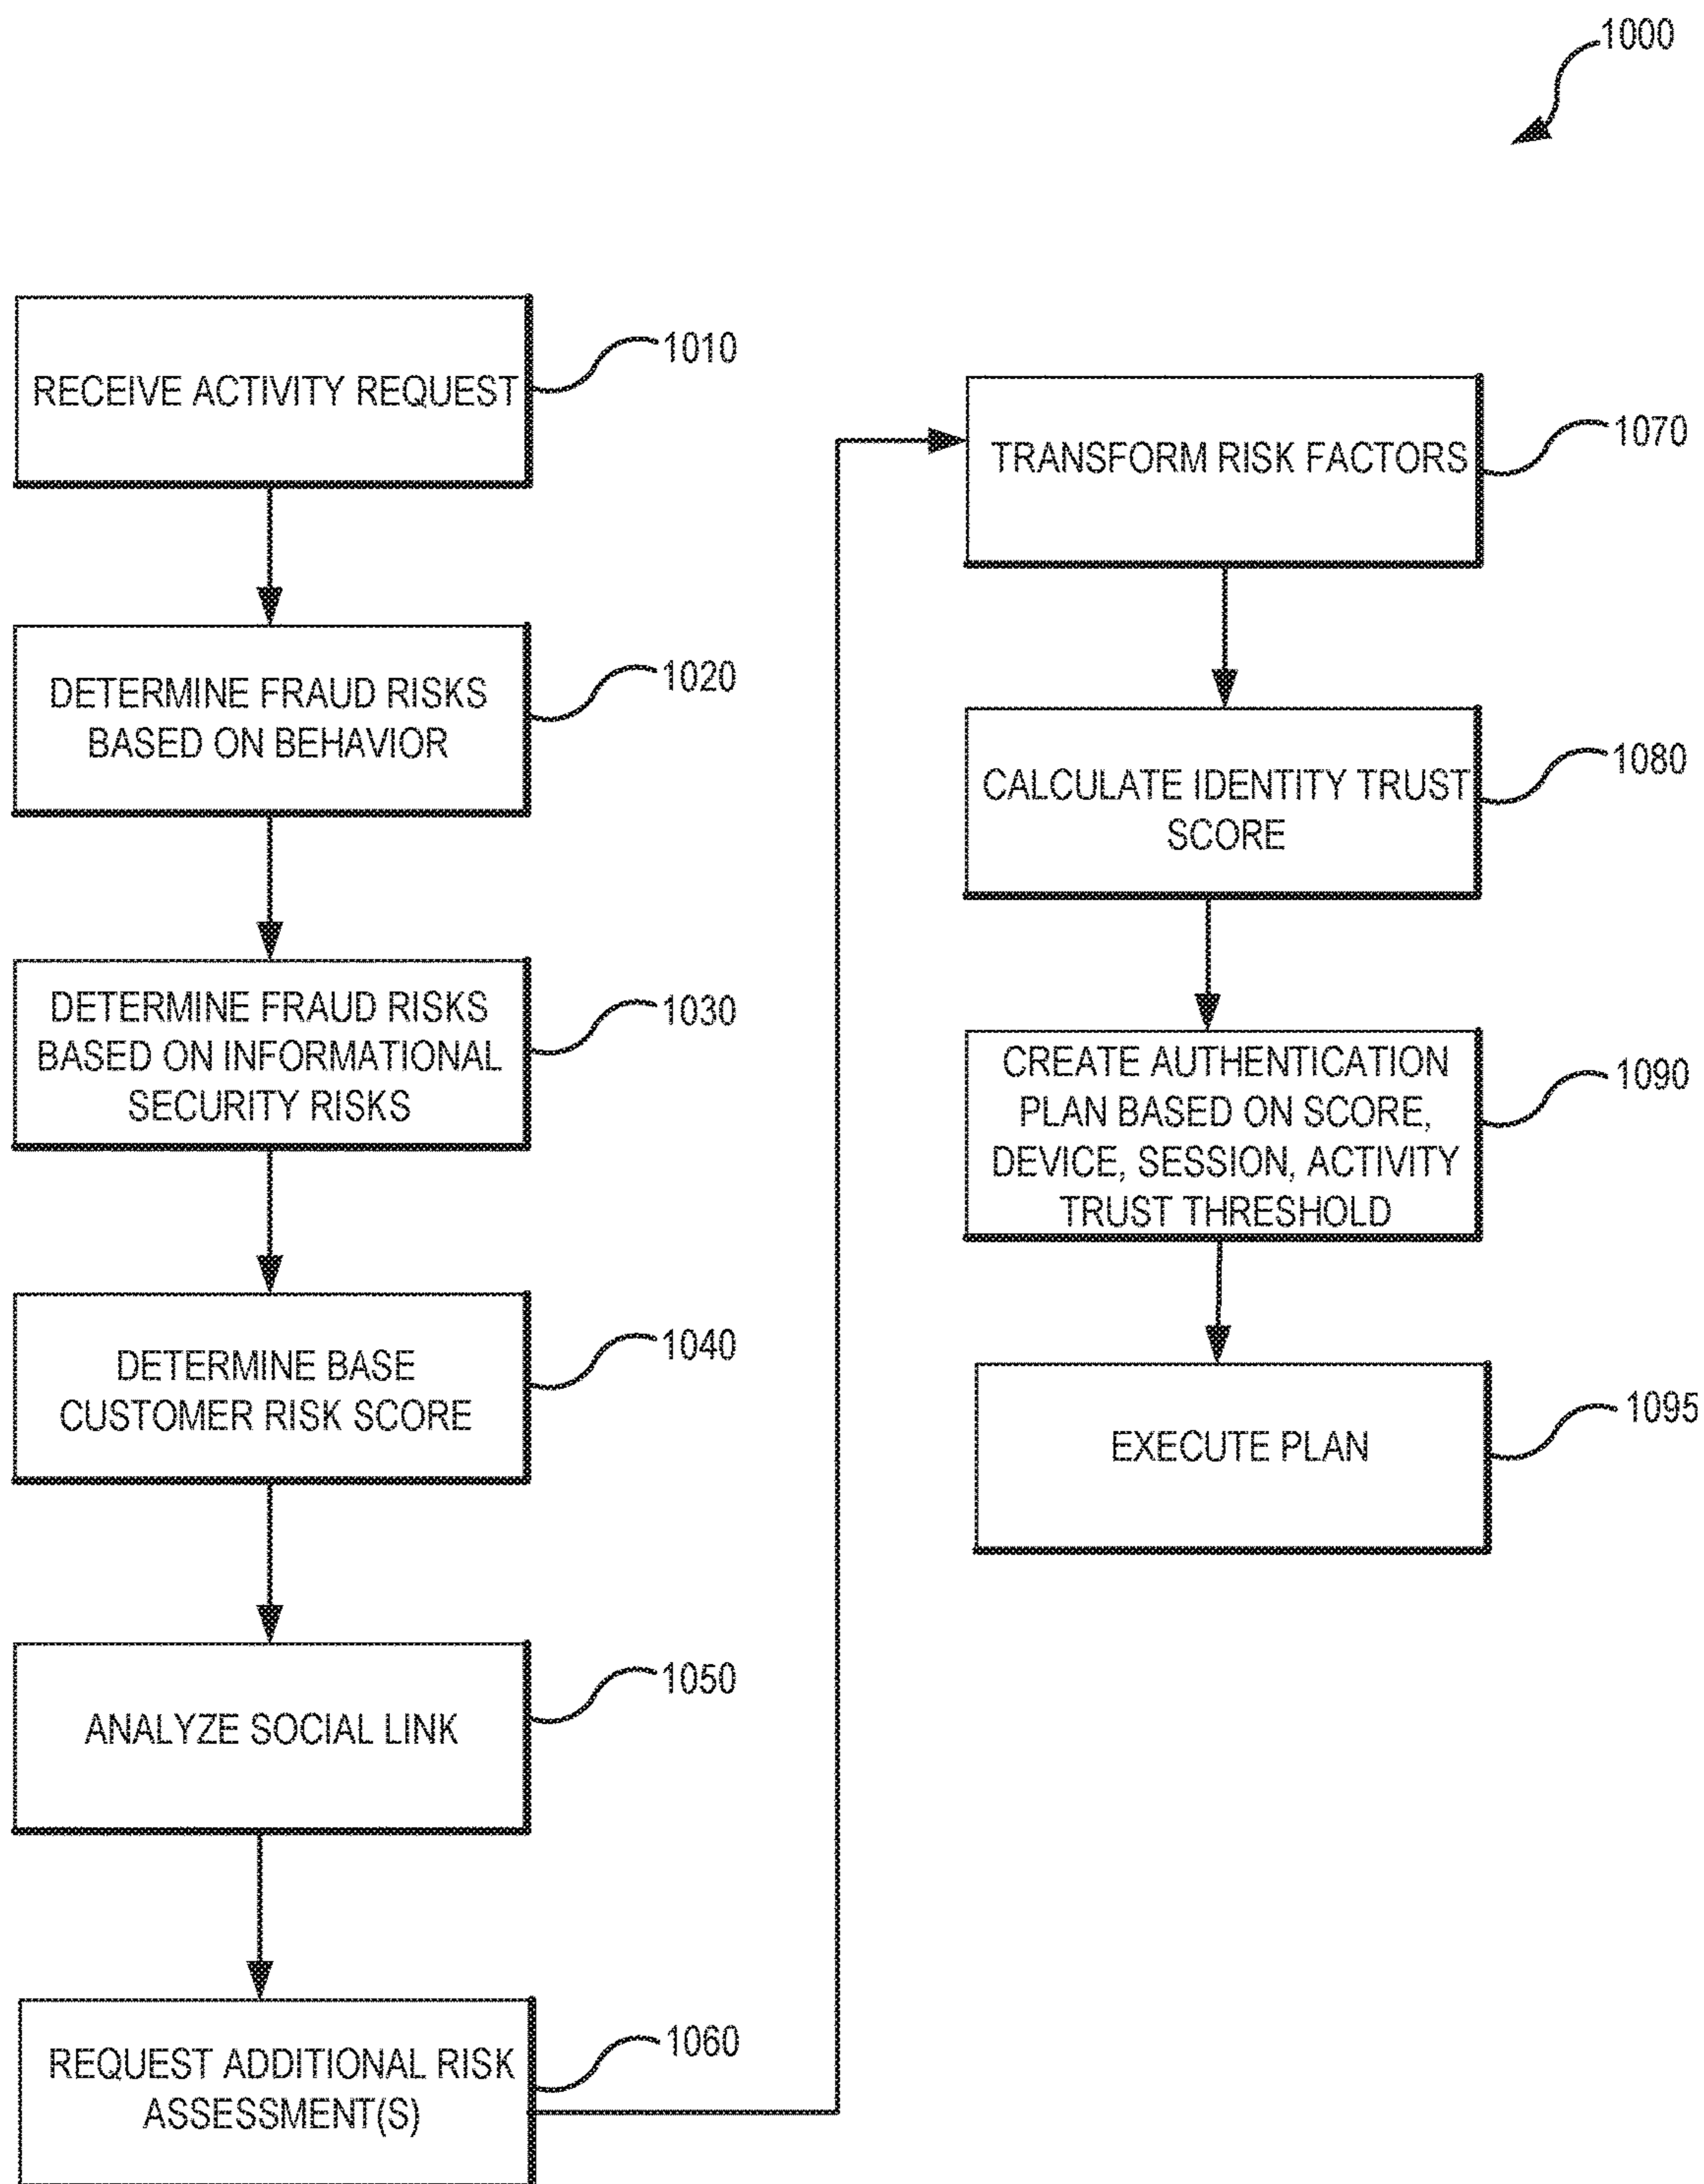 1000
RECEIVE ACTIVITY REQUEST
1010
DETERMINE FRAUD RISKS
BASED ON BEHAVIOR
1020
DETERMINE FRAUD RISKS
BASED ON INFORMATIONAL
SECURITY RISKS
1030
DETERMINE BASE
CUSTOMER RISK SCORE
1040
ANALYZE SOCIAL LINK
1050
REQUEST ADDITIONAL RISK
ASSESSMENT(S)
1060
TRANSFORM RISK FACTORS
1070
CALCULATE IDENTITY TRUST
SCORE
1080
CREATE AUTHENTICATION
PLAN BASED ON SCORE,
DEVICE, SESSION, ACTIVITY
TRUST THRESHOLD
1090
EXECUTE PLAN
1095